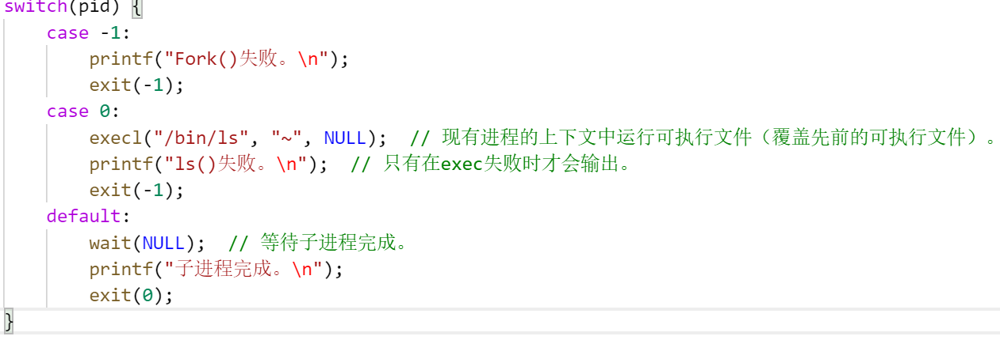 switch(pid) {
    case -1:
        printf("Fork()失败。\n");
        exit(-1);
    case 0:
        execl("/bin/ls", "~", NULL);  // 现有进程的上下文中运行可执行文件（覆盖先前的可执行文件）。
        printf("ls()失败。\n");  // 只有在exec失败时才会输出。
        exit(-1);
    default:
        wait(NULL);  // 等待子进程完成。
        printf("子进程完成。\n");
        exit(0);
}